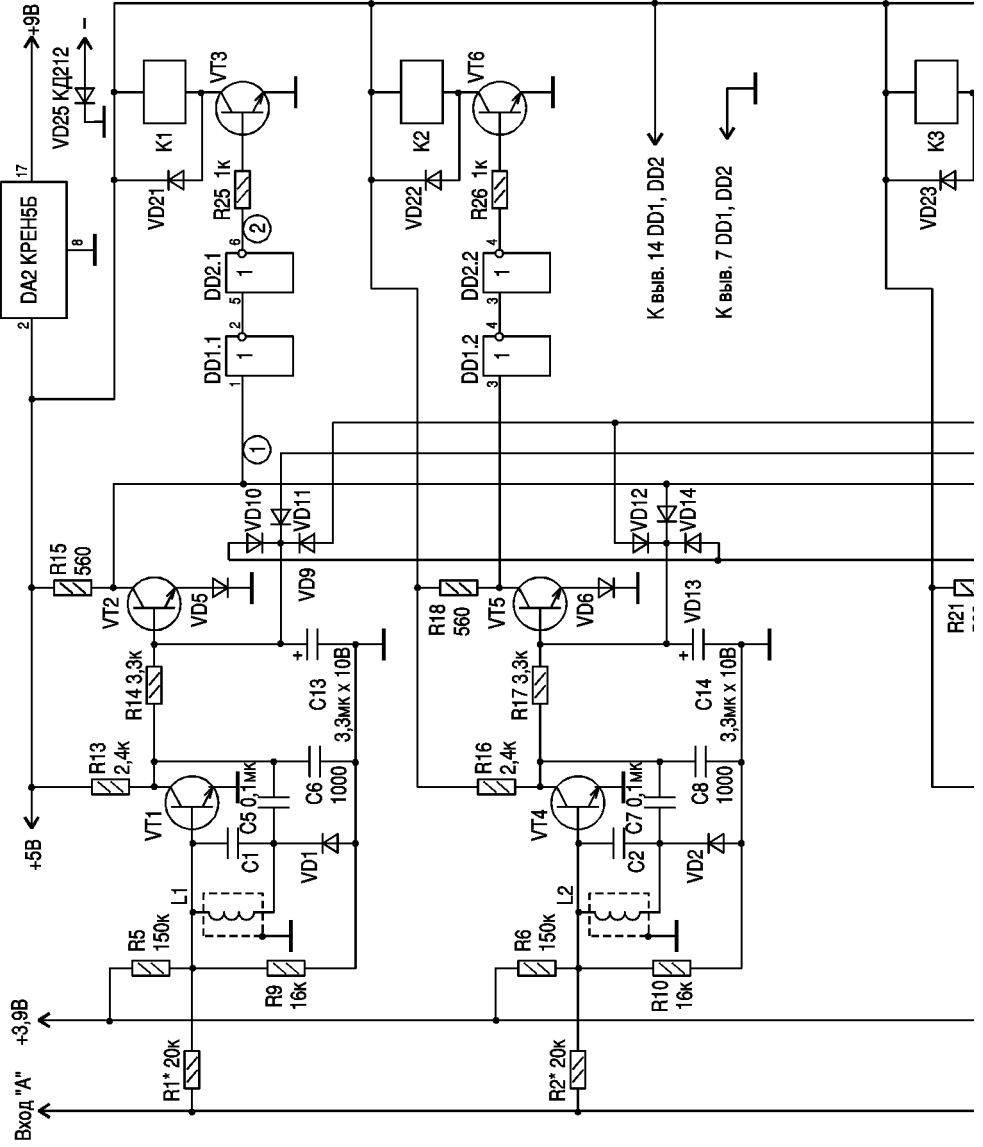 +9В
–
VD25 КД212
17
DA2 КРЕН5Б
8
2
+5В
VT3
K1
VD21
R25 1к
2
6
DD2.1
1
5
2
DD1.1
1
1
1
VT6
K2
VD22
R26 1к
4
DD2.2
1
3
4
DD1.2
1
3
К выв. 14 DD1, DD2
К выв. 7 DD1, DD2
K3
VD23
R15
560
VT2
VD5
VD10
VD11
VD9
R14 3,3к
C13
+
3,3мк х 10В
R13
2,4к
VT1
C5 0,1мк
C6
1000
C1
VD1
L1
R5
150к
R9
16к
+3,9В
R1* 20к
Вход "А"
R18
560
VT5
VD6
VD12
VD14
VD13
R17 3,3к
C14
+
3,3мк х 10В
R16
2,4к
VT4
C7 0,1мк
C8
1000
C2
VD2
L2
R6
150к
R10
16к
R2* 20к
R21